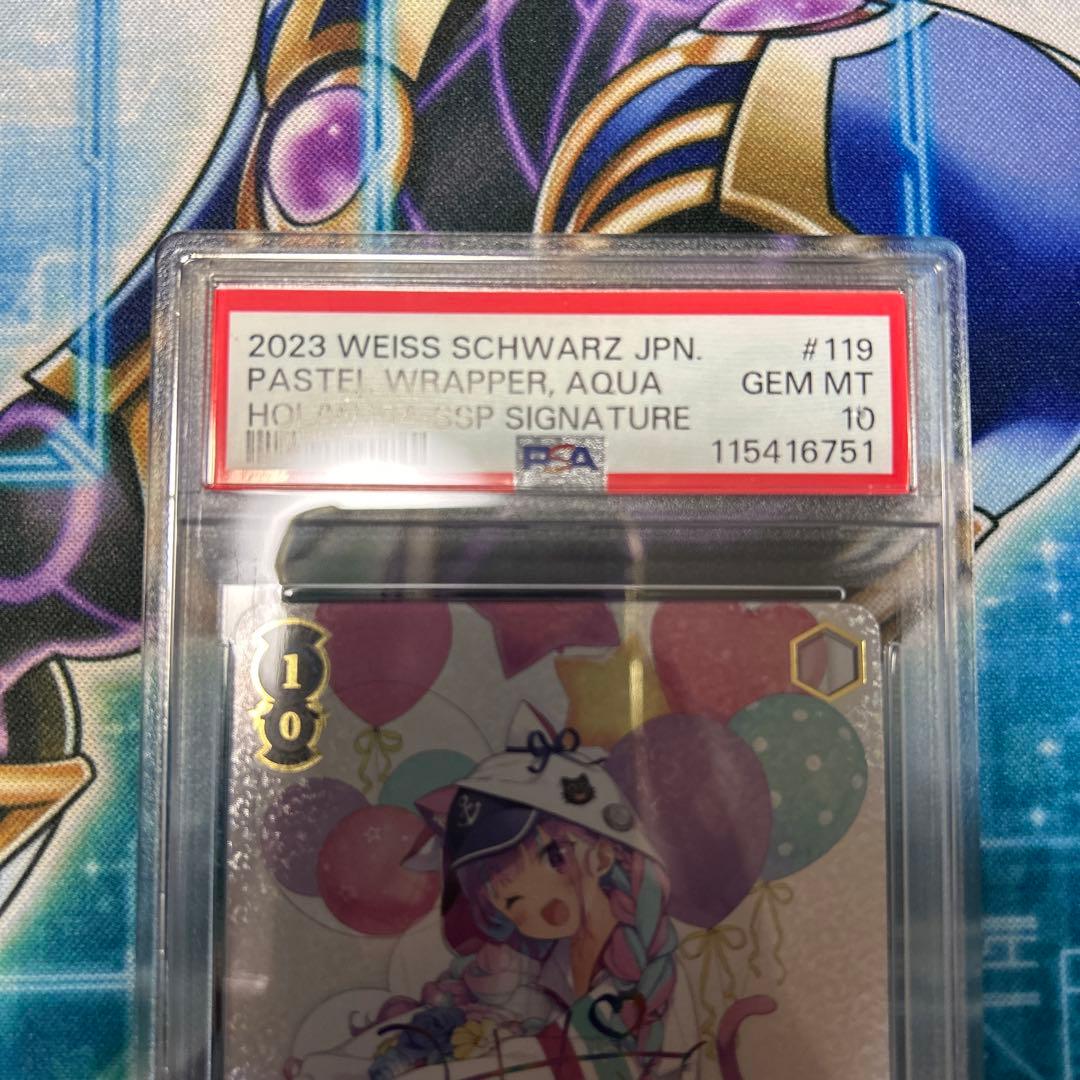 2023 WEISS SCHWARZ JPN. #119
PASTEL WRAPPER, AQUA GEM MT
SSP SIGNATURE 10
PSA 115416751
1
0